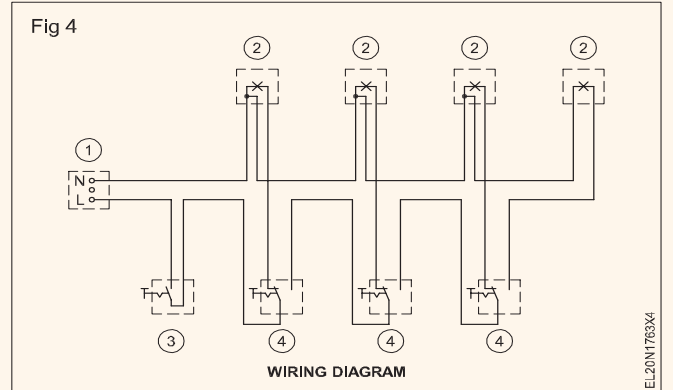 Fig 4
2 2 2 2
1
N
L
3 4 4 4
WIRING DIAGRAM
EL20N1763X4